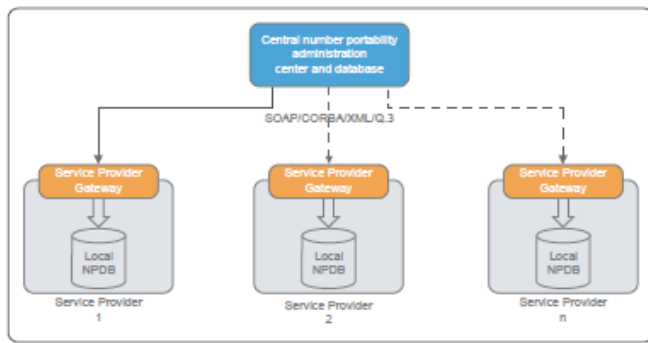 Central number portability
administration
center and database
SOAP/CORBA/XML/Q.3
Service Provider
Gateway
Service Provider
Gateway
Service Provider
Gateway
Local
NPDB
Local
NPDB
Local
NPDB
Service Provider
1
Service Provider
2
Service Provider
n